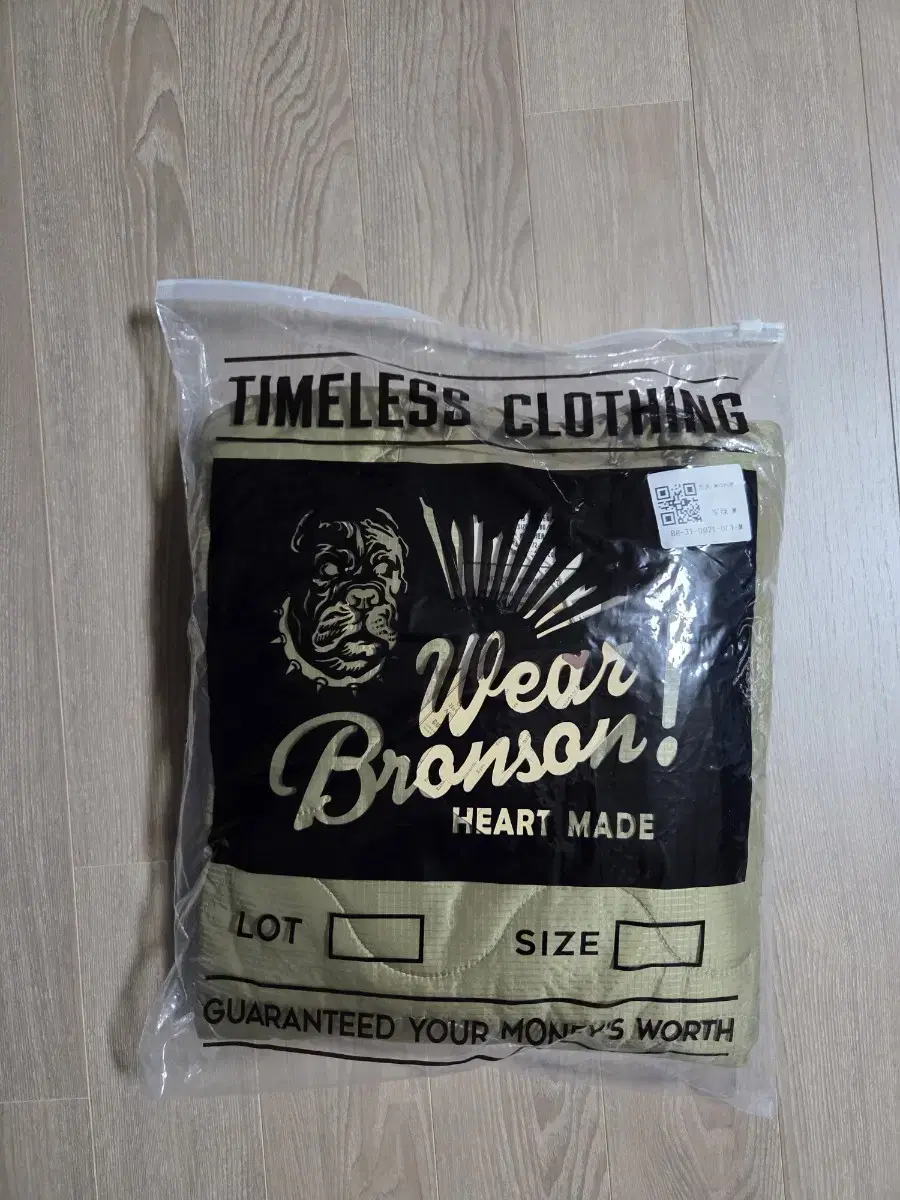 TIMELESS CLOTHING
Wear
Bronson!
HEART MADE
LOT
SIZE
GUARANTEED YOUR MONEY'S WORTH